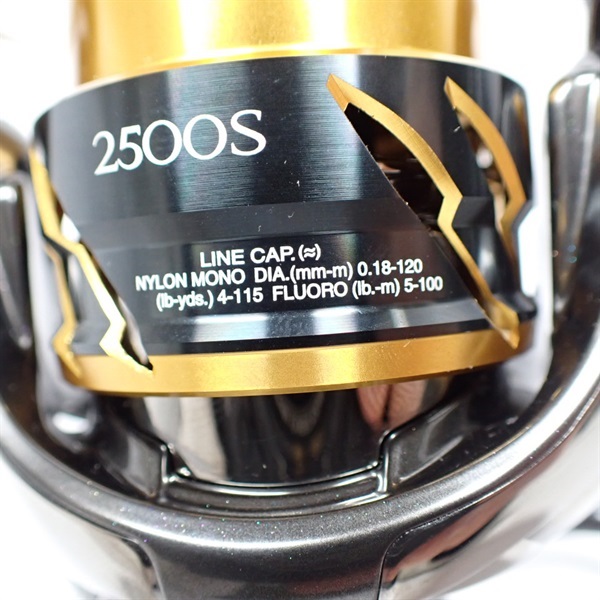 2500S
LINE CAP.(≈)
NYLON MONO DIA.(mm-m) 0.18-120
(lb-yds.) 4-115 FLUORO (lb.-m) 5-100